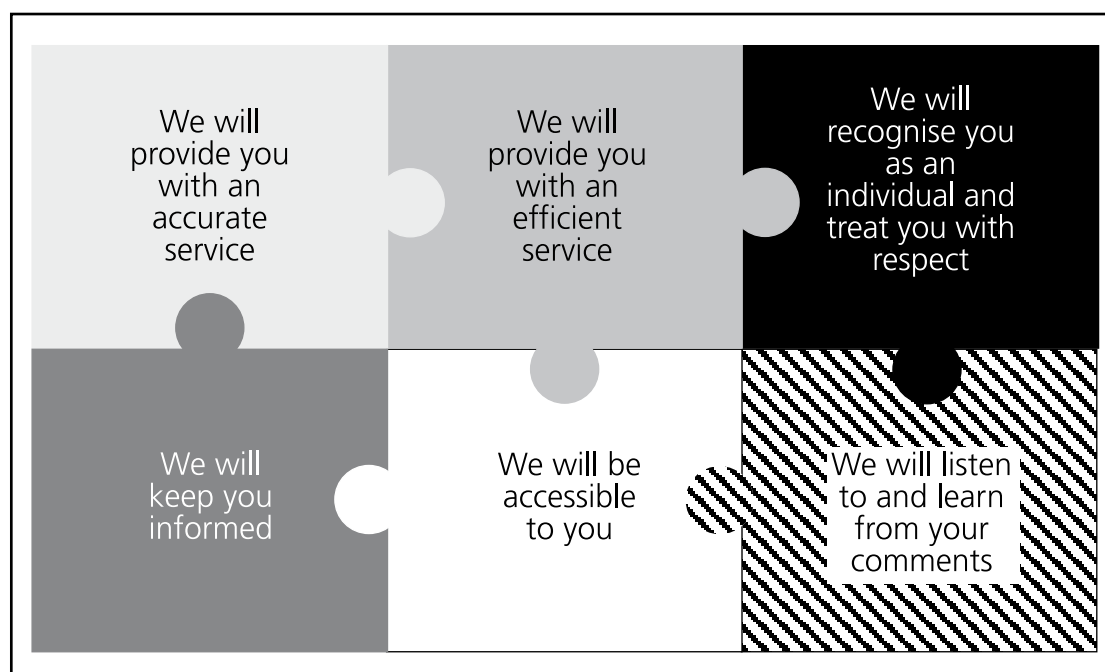 We will
provide you
with an
accurate
service
We will
provide you
with an
efficient
service
We will
recognise you
as an
individual and
treat you with
respect
We will
keep you
informed
We will be
accessible
to you
We will listen
to and learn
from your
comments